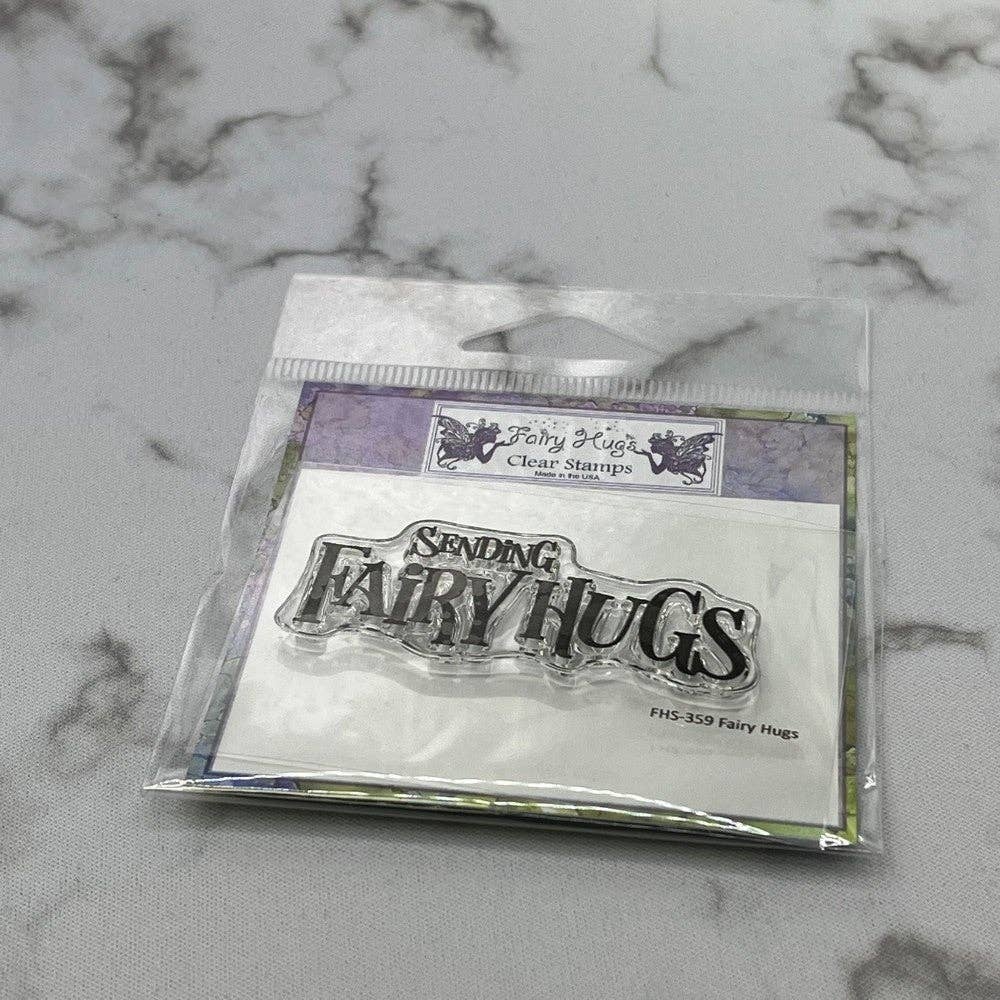 Fairy Hugs
Clear Stamps
Made in the USA
SENDiNG
FAiRY HUGS
FHS-359 Fairy Hugs